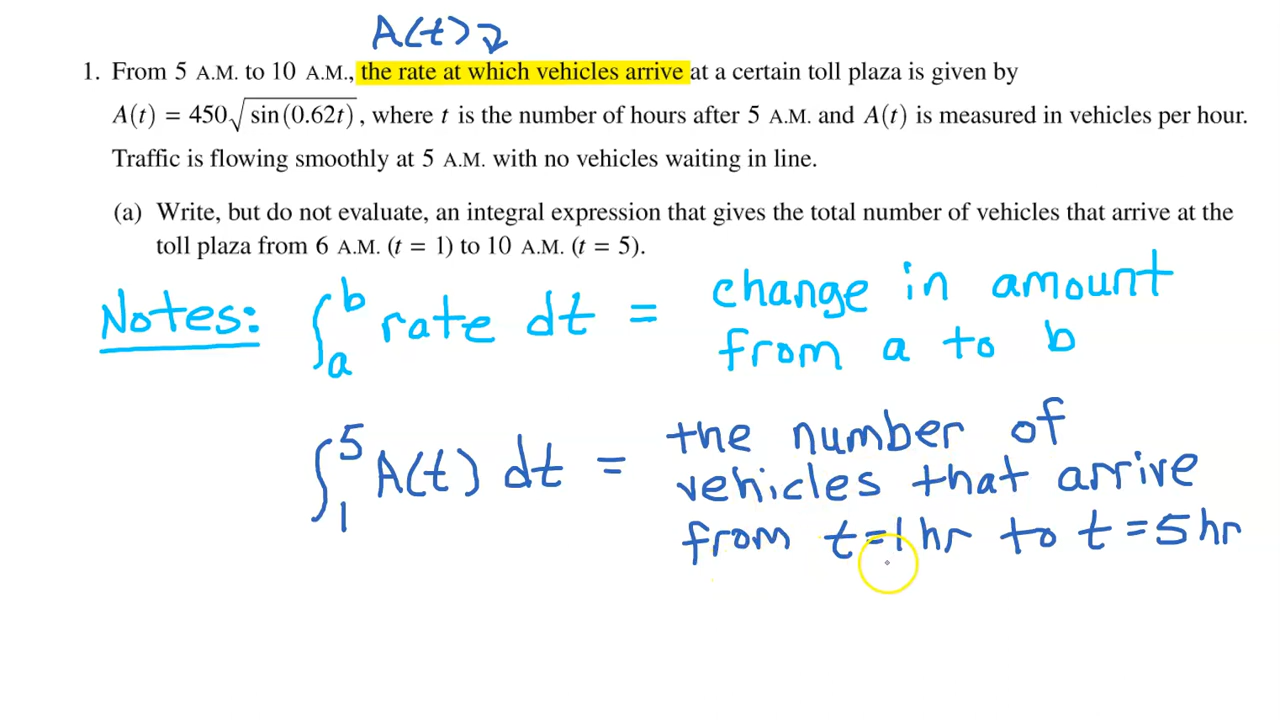 A(t)
1. From 5 A.M. to 10 A.M., the rate at which vehicles arrive at a certain toll plaza is given by
A(t) = 450√sin(0.62t), where t is the number of hours after 5 A.M. and A(t) is measured in vehicles per hour.
Traffic is flowing smoothly at 5 A.M. with no vehicles waiting in line.
(a) Write, but do not evaluate, an integral expression that gives the total number of vehicles that arrive at the
toll plaza from 6 A.M. (t = 1) to 10 A.M. (t = 5).
Notes: ∫_a^b rate dt = change in amount
from a to b
∫_1^5 A(t) dt = the number of
vehicles that arrive
from t=1hr to t=5hr